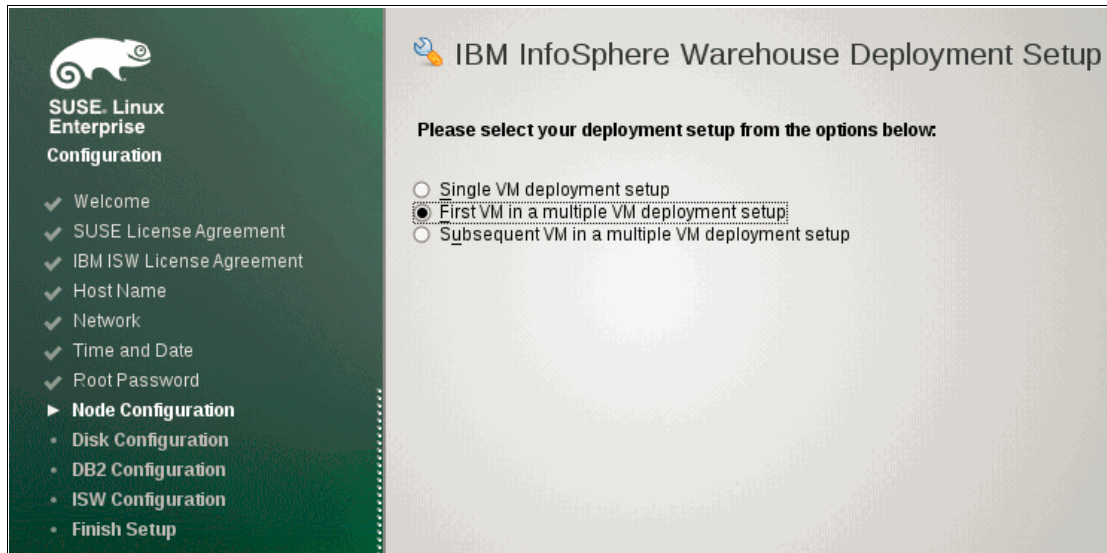 SUSE. Linux
Enterprise
Configuration
Welcome
SUSE License Agreement
IBM ISW License Agreement
Host Name
Network
Time and Date
Root Password
Node Configuration
Disk Configuration
DB2 Configuration
ISW Configuration
Finish Setup
IBM InfoSphere Warehouse Deployment Setup
Please select your deployment setup from the options below:
Single VM deployment setup
First VM in a multiple VM deployment setup
Subsequent VM in a multiple VM deployment setup